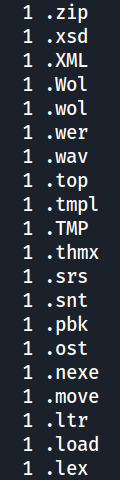 1 .zip
1 .xsd
1 .XML
1 .Wol
1 .wol
1 .wer
1 .wav
1 .top
1 .tmpl
1 .TMP
1 .thmx
1 .srs
1 .snt
1 .pbk
1 .ost
1 .nexe
1 .move
1 .ltr
1 .load
1 .lex